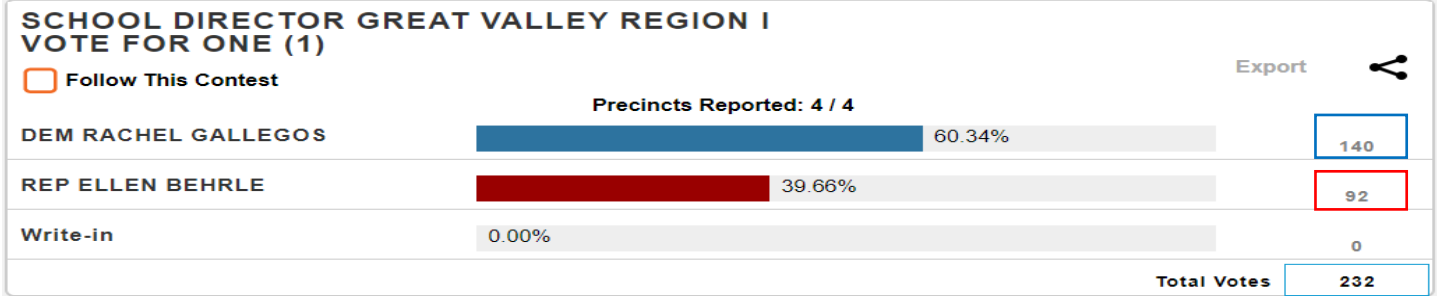 SCHOOL DIRECTOR GREAT VALLEY REGION I
VOTE FOR ONE (1)
Follow This Contest
Export
Precincts Reported: 4 / 4
DEM RACHEL GALLEGOS 60.34% 140
REP ELLEN BEHRLE 39.66% 92
Write-in 0.00% 0
Total Votes 232